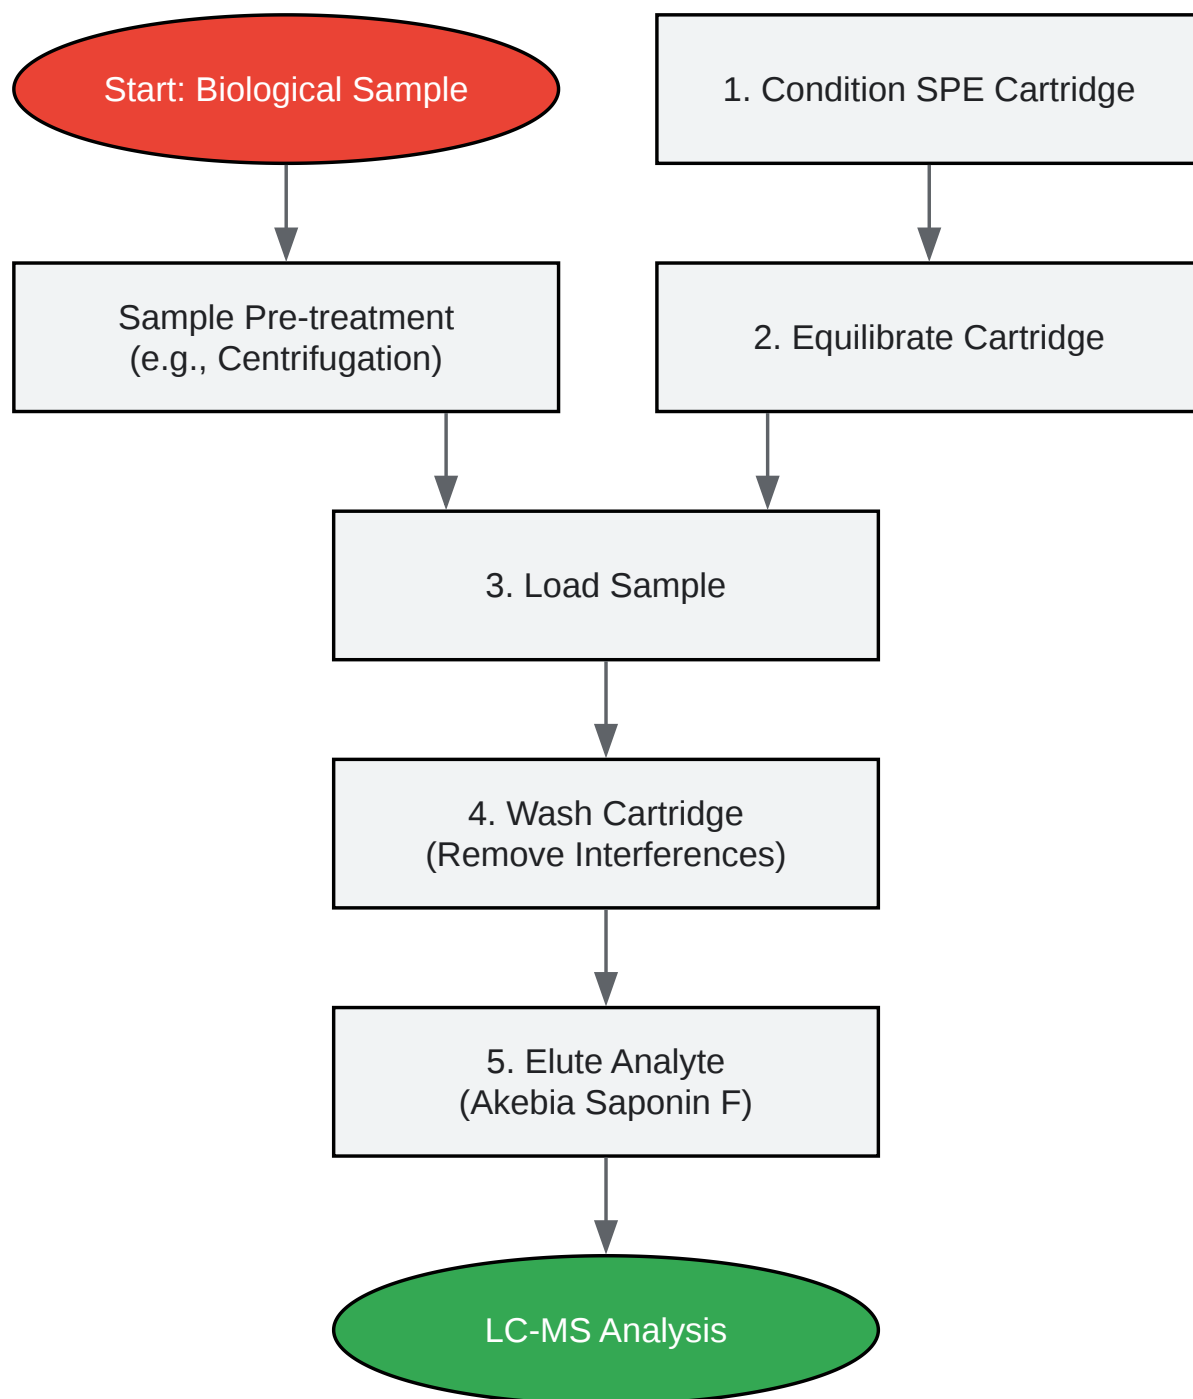 Start: Biological Sample
1. Condition SPE Cartridge
Sample Pre-treatment
(e.g., Centrifugation)
2. Equilibrate Cartridge
3. Load Sample
4. Wash Cartridge
(Remove Interferences)
5. Elute Analyte
(Akebia Saponin F)
LC-MS Analysis